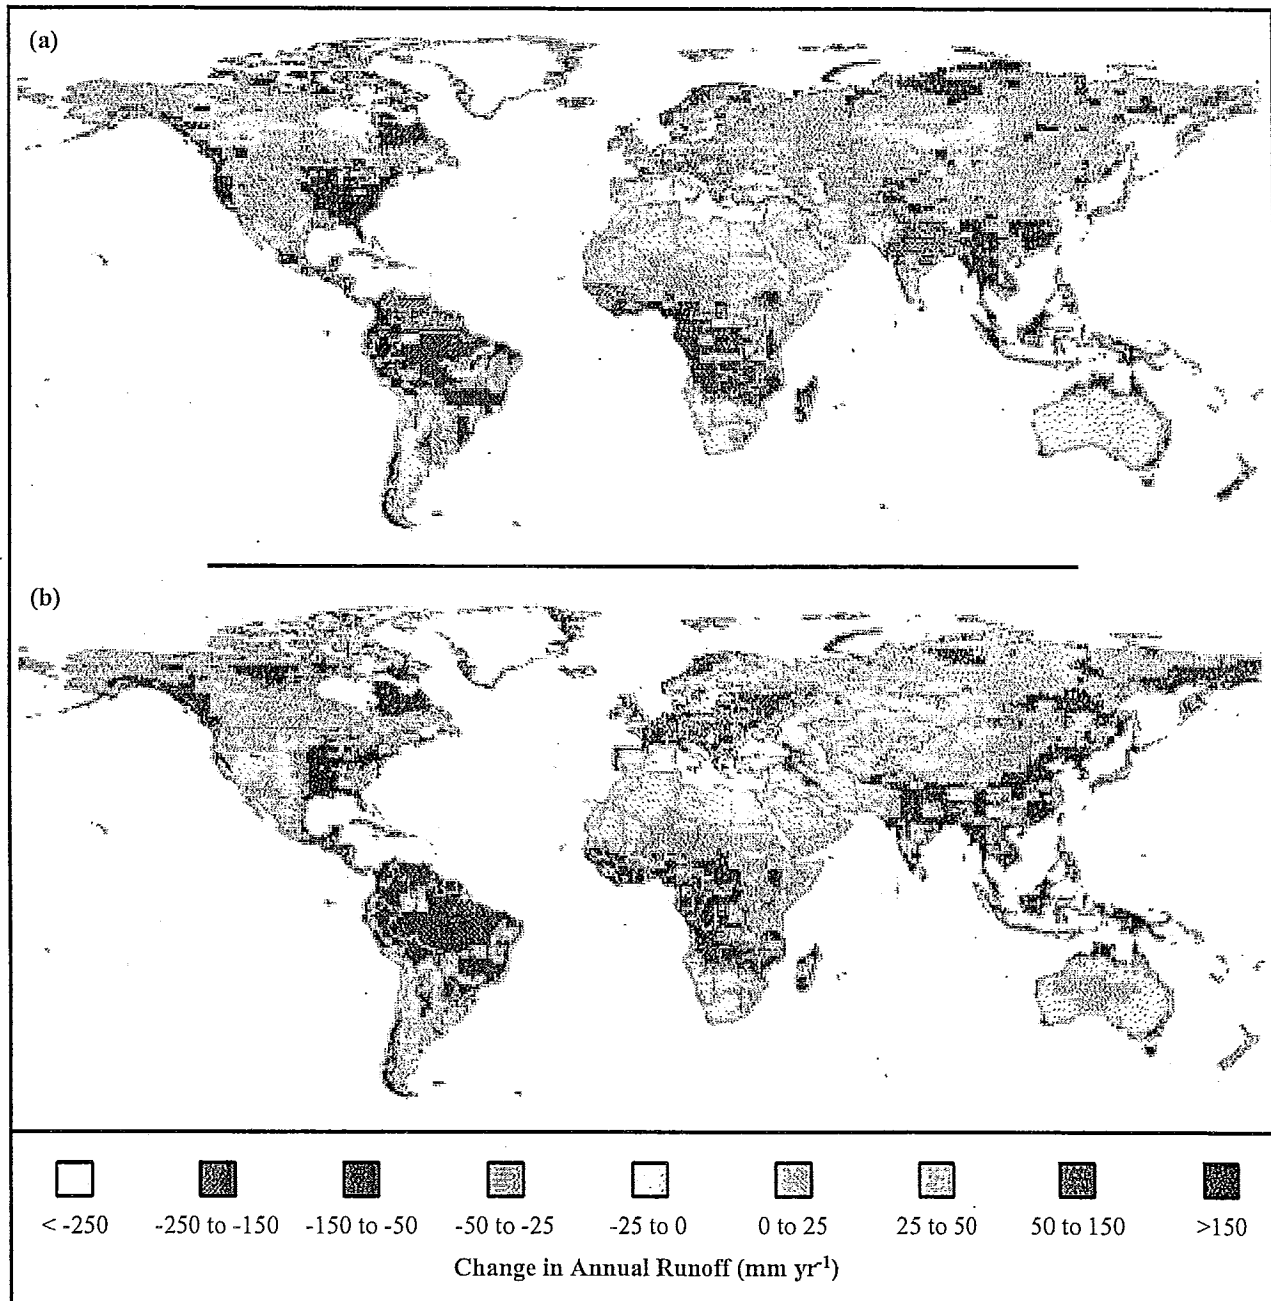 (a)
(b)
< -250 -250 to -150 -150 to -50 -50 to -25 -25 to 0 0 to 25 25 to 50 50 to 150 >150
Change in Annual Runoff (mm yr⁻¹)